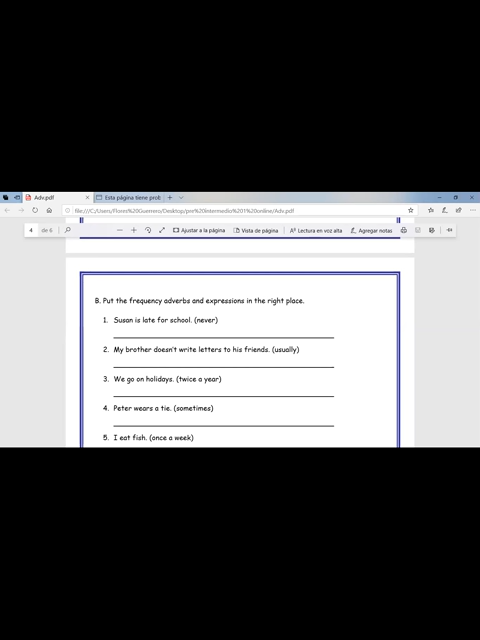 Adv.pdf
Esta página tiene prob
file:///C:/Users/Flores%20Guerrero/Desktop/pre%20intermedio%201%20online/Adv.pdf
4 de 6
Ajustar a la página
Vista de página
Lectura en voz alta
Agregar notas
B. Put the frequency adverbs and expressions in the right place.
1. Susan is late for school. (never)
2. My brother doesn't write letters to his friends. (usually)
3. We go on holidays. (twice a year)
4. Peter wears a tie. (sometimes)
5. I eat fish. (once a week)